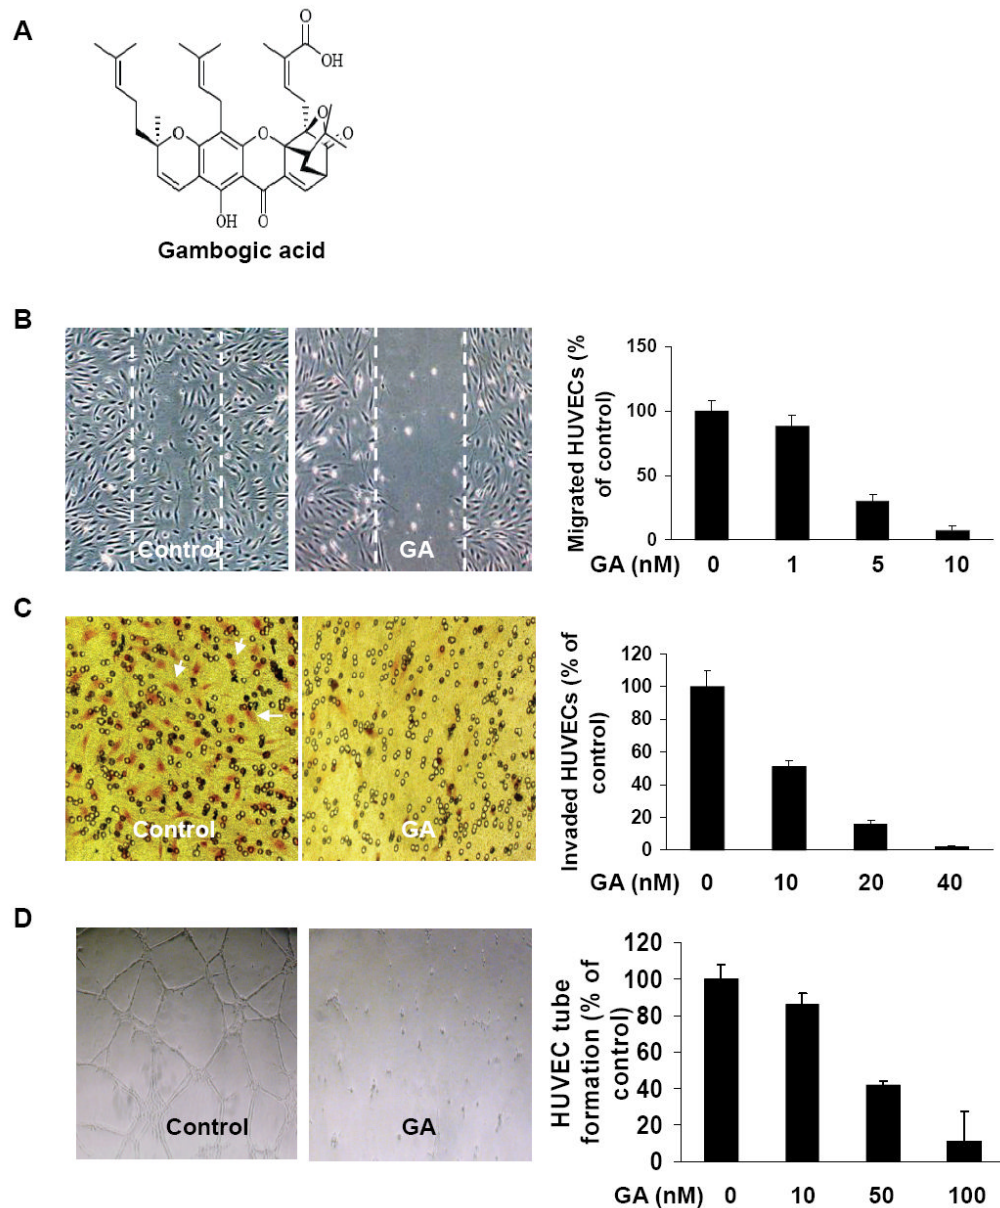 A
O
OH
O
O
O
O
OH
O
Gambogic acid
B
Control
GA
Migrated HUVECs (%
of control)
150
100
50
0
GA (nM) 0 1 5 10
C
Control
GA
Invaded HUVECs (% of
control)
120
100
80
60
40
20
0
GA (nM) 0 10 20 40
D
Control
GA
HUVEC tube
formation (% of
control)
120
100
80
60
40
20
0
GA (nM) 0 10 50 100